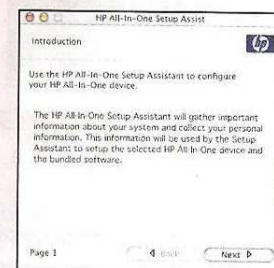 HP All-In-One Setup Assist
Introduction
hp
Use the HP All-In-One Setup Assistant to configure
your HP All-In-One device.
The HP All-In-One Setup Assistant will gather important
information about your system and collect your personal
information. This information will be used by the Setup
Assistant to setup the selected HP All In One device and
the bundled software.
Page 1
Back
Next